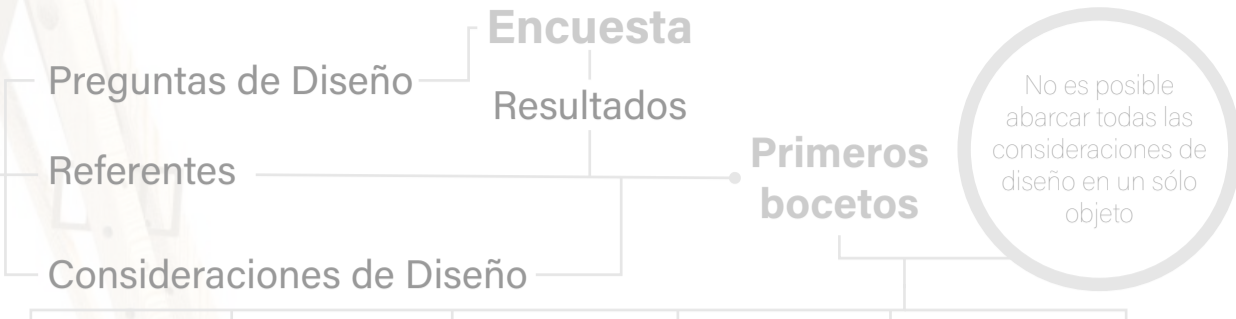 Encuesta
Preguntas de Diseño
Resultados
Referentes
Primeros
bocetos
Consideraciones de Diseño
No es posible
abarcar todas las
consideraciones de
diseño en un sólo
objeto